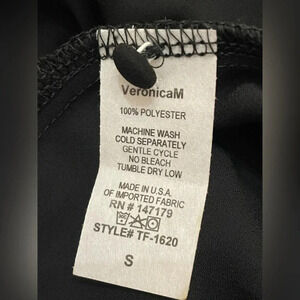 VeronicaM
100% POLYESTER
MACHINE WASH
COLD SEPARATELY
GENTLE CYCLE
NO BLEACH
TUMBLE DRY LOW
MADE IN U.S.A.
OF IMPORTED FABRIC
RN # 147179
STYLE# TF-1620
S